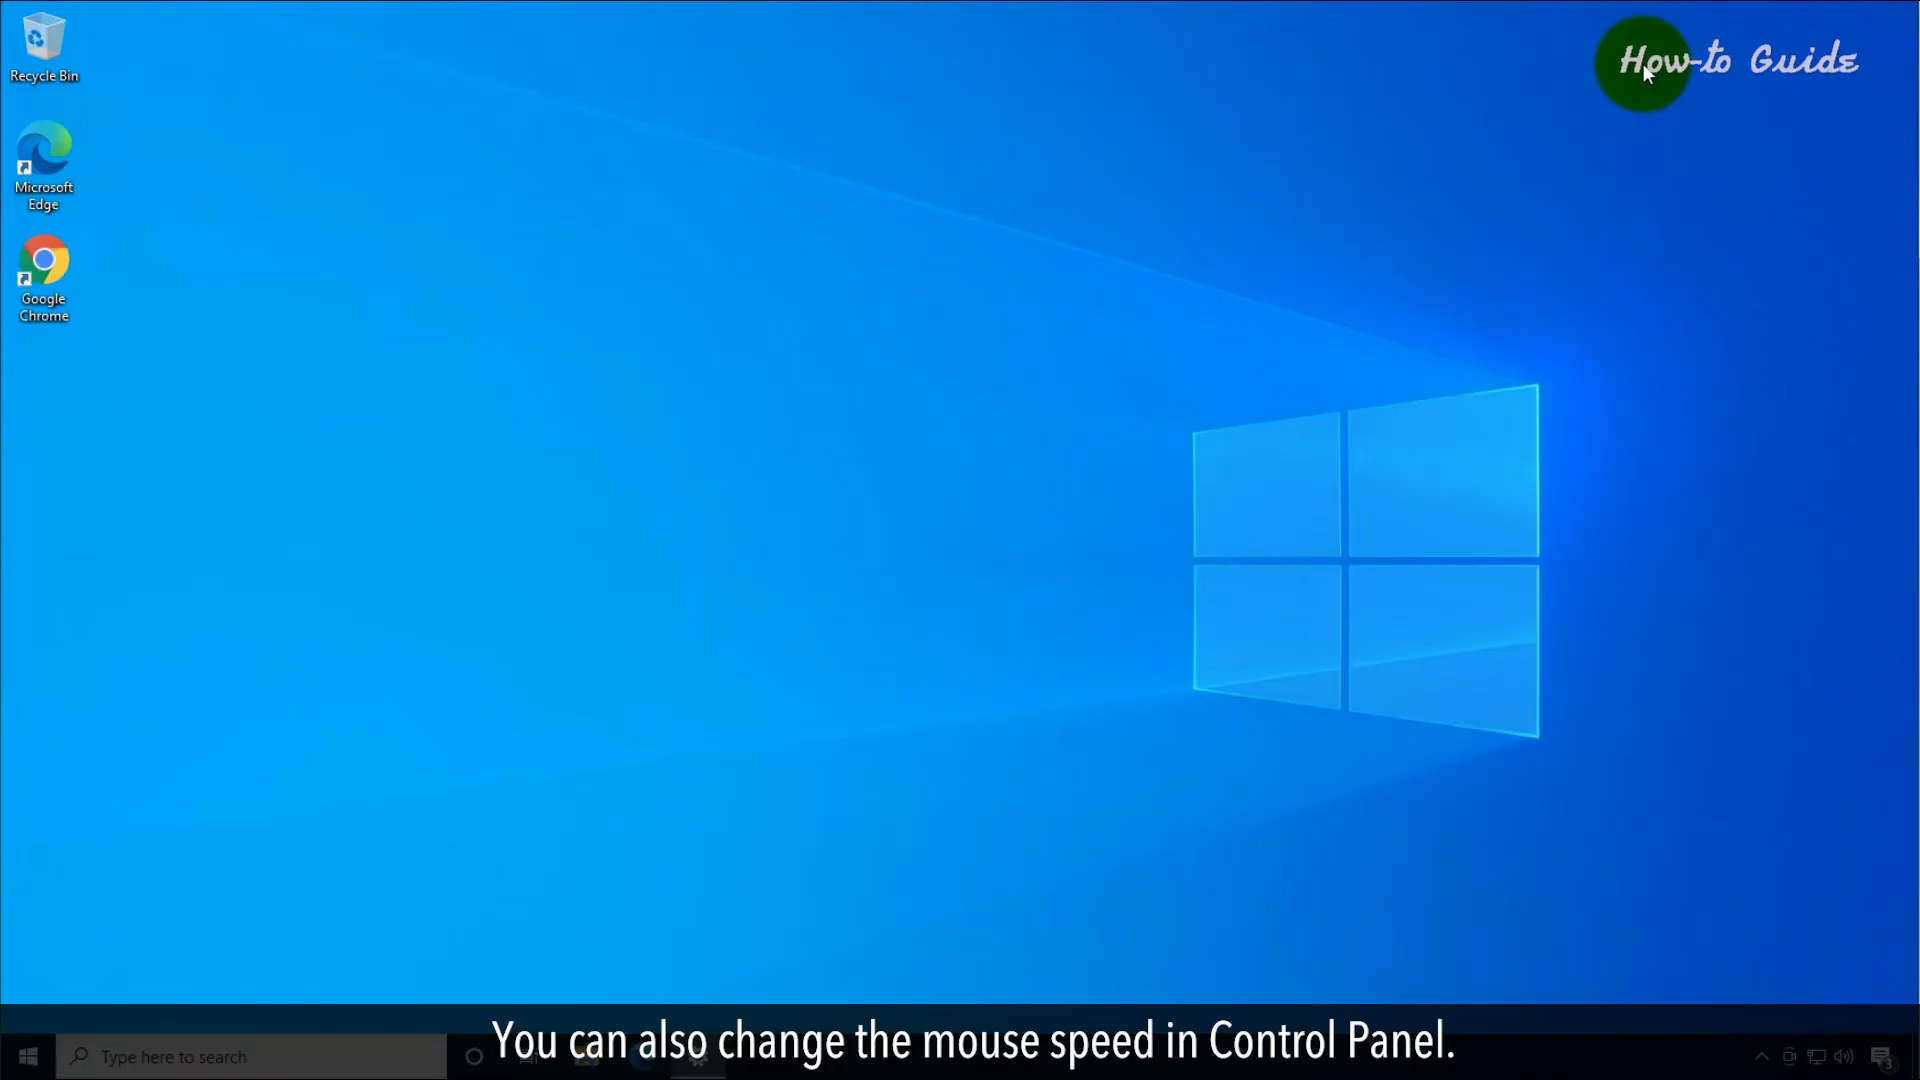 Recycle Bin
How-to Guide
Microsoft
Edge
Google
Chrome
You can also change the mouse speed in Control Panel.
Type here to search
3